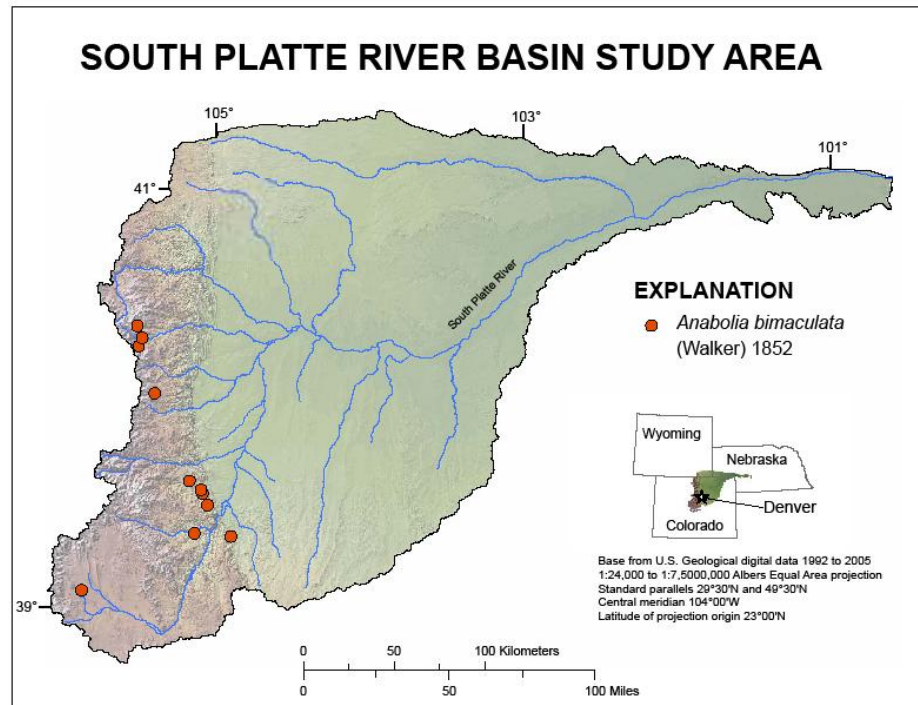 SOUTH PLATTE RIVER BASIN STUDY AREA
105°
103°
101°
41°
South Platte River
EXPLANATION
Anabolia bimaculata
(Walker) 1852
Wyoming
Nebraska
Denver
Colorado
39°
Base from U.S. Geological digital data 1992 to 2005
1:24,000 to 1:7,5000,000 Albers Equal Area projection
Standard parallels 29°30'N and 49°30'N
Central meridian 104°00'W
Latitude of projection origin 23°00'N
0 50 100 Kilometers
0 50 100 Miles